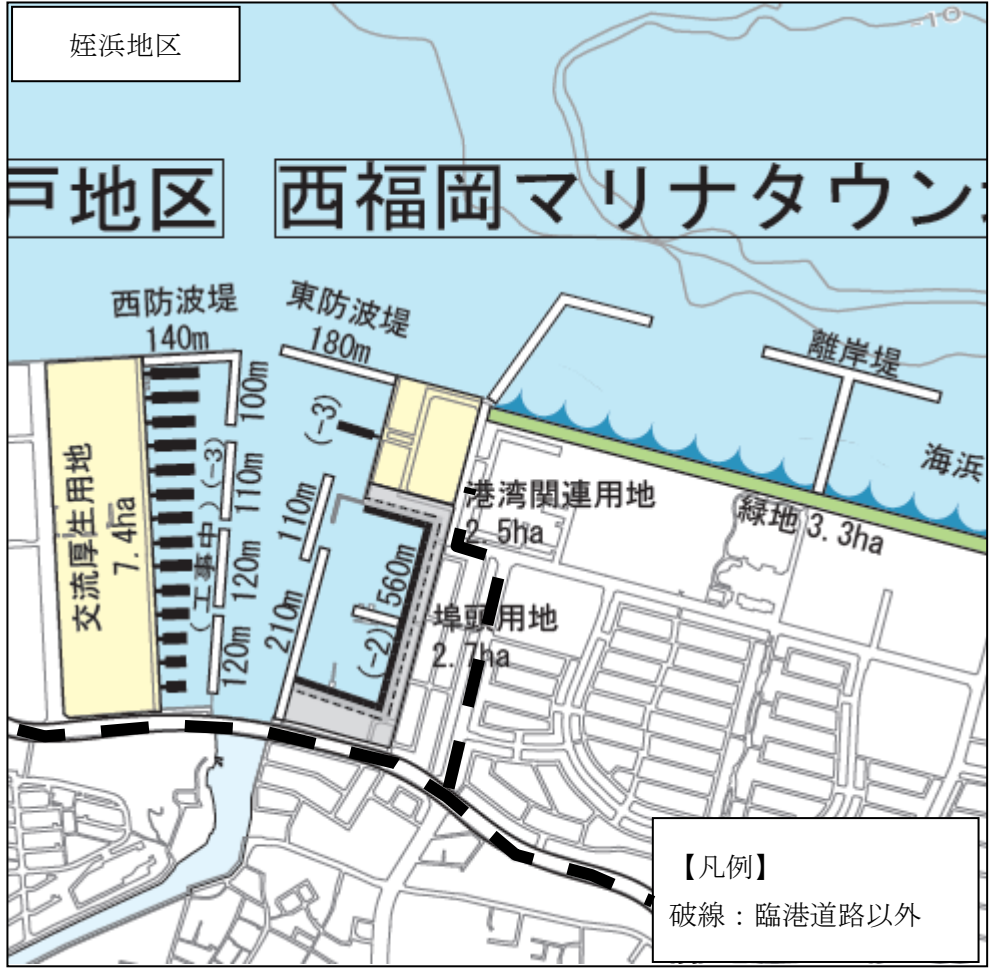 姪浜地区
-10
戸地区
西福岡マリナタウン
西防波堤
140m
東防波堤
180m
離岸堤
海浜
100m
(-3)
110m
(-3)
(工事中)
120m
120m
110m
210m
560m
(-2)
交流厚生用地
7.4ha
港湾関連用地
2.5ha
緑地 3.3ha
埠頭用地
2.7ha
【凡例】
破線：臨港道路以外